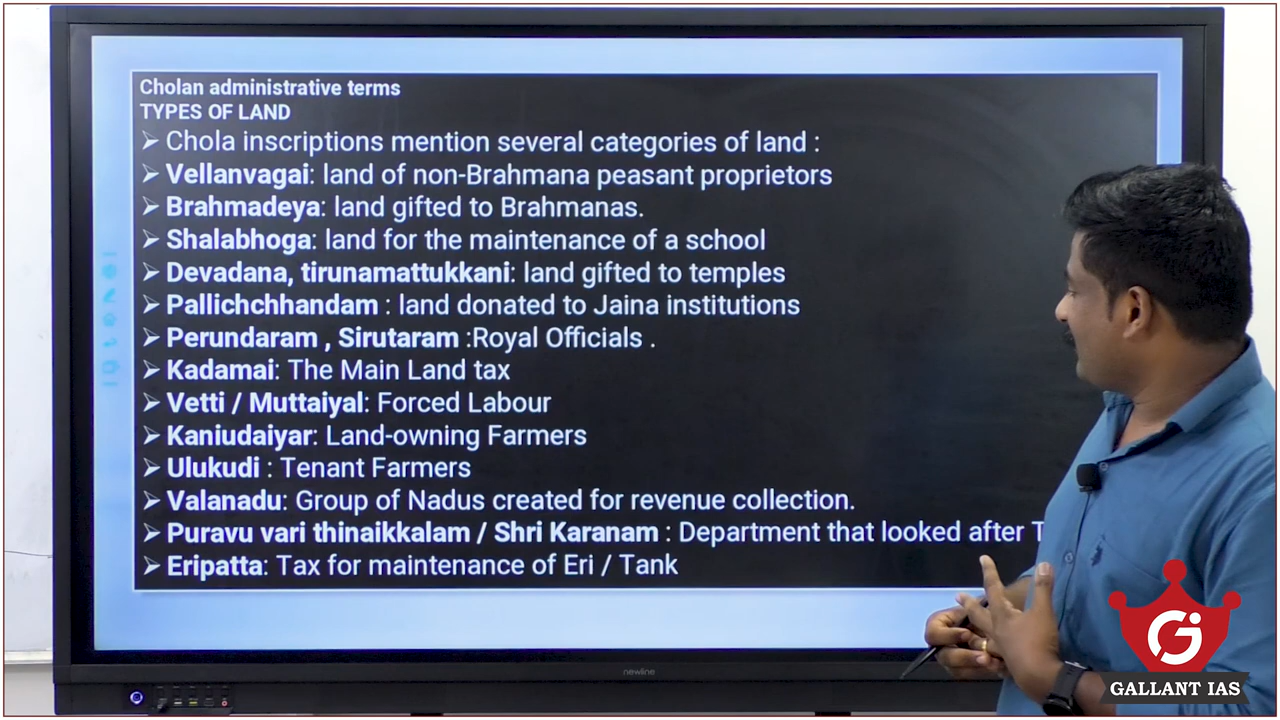 Cholan administrative terms
TYPES OF LAND
➢ Chola inscriptions mention several categories of land :
➢ Vellanvagai: land of non-Brahmana peasant proprietors
➢ Brahmadeya: land gifted to Brahmanas.
➢ Shalabhoga: land for the maintenance of a school
➢ Devadana, tirunamattukkani: land gifted to temples
➢ Pallichchhandam : land donated to Jaina institutions
➢ Perundaram , Sirutaram :Royal Officials .
➢ Kadamai: The Main Land tax
➢ Vetti / Muttaiyal: Forced Labour
➢ Kaniudaiyar: Land-owning Farmers
➢ Ulukudi : Tenant Farmers
➢ Valanadu: Group of Nadus created for revenue collection.
➢ Puravu vari thinaikkalam / Shri Karanam : Department that looked after T
➢ Eripatta: Tax for maintenance of Eri / Tank
newline
GALLANT IAS